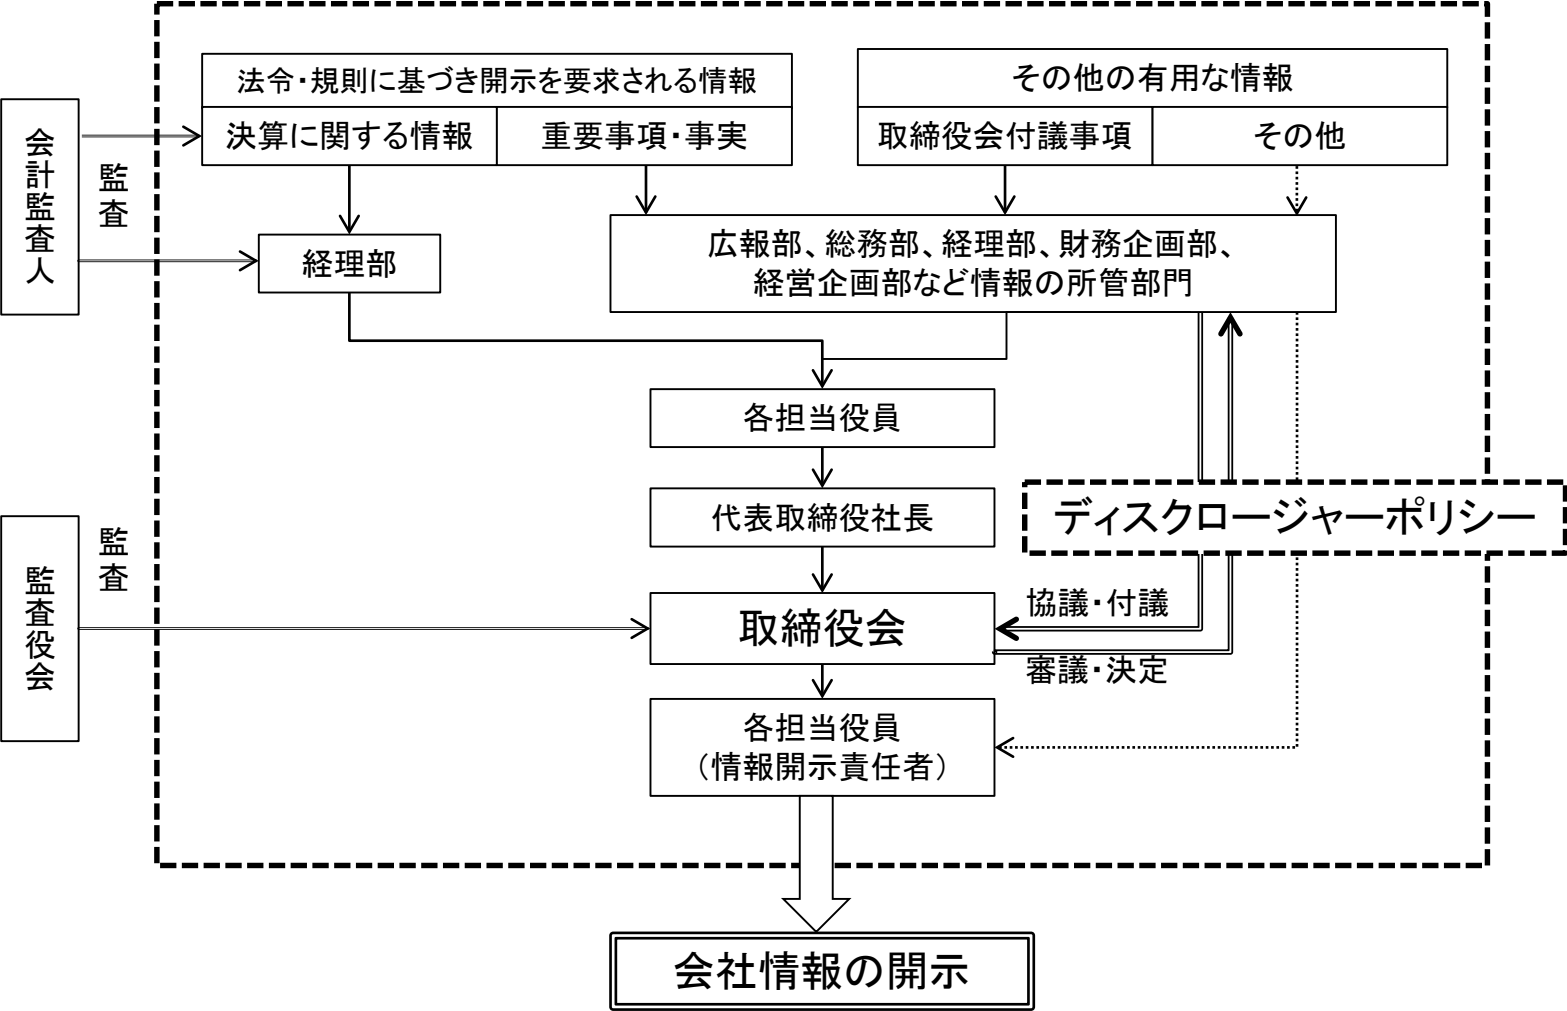 法令・規則に基づき開示を要求される情報
決算に関する情報
重要事項・事実
その他の有用な情報
取締役会付議事項
その他
会計監査人
監査
経理部
広報部、総務部、経理部、財務企画部、
経営企画部など情報の所管部門
各担当役員
代表取締役社長
ディスクロージャーポリシー
監査役会
監査
取締役会
協議・付議
審議・決定
各担当役員
（情報開示責任者）
会社情報の開示